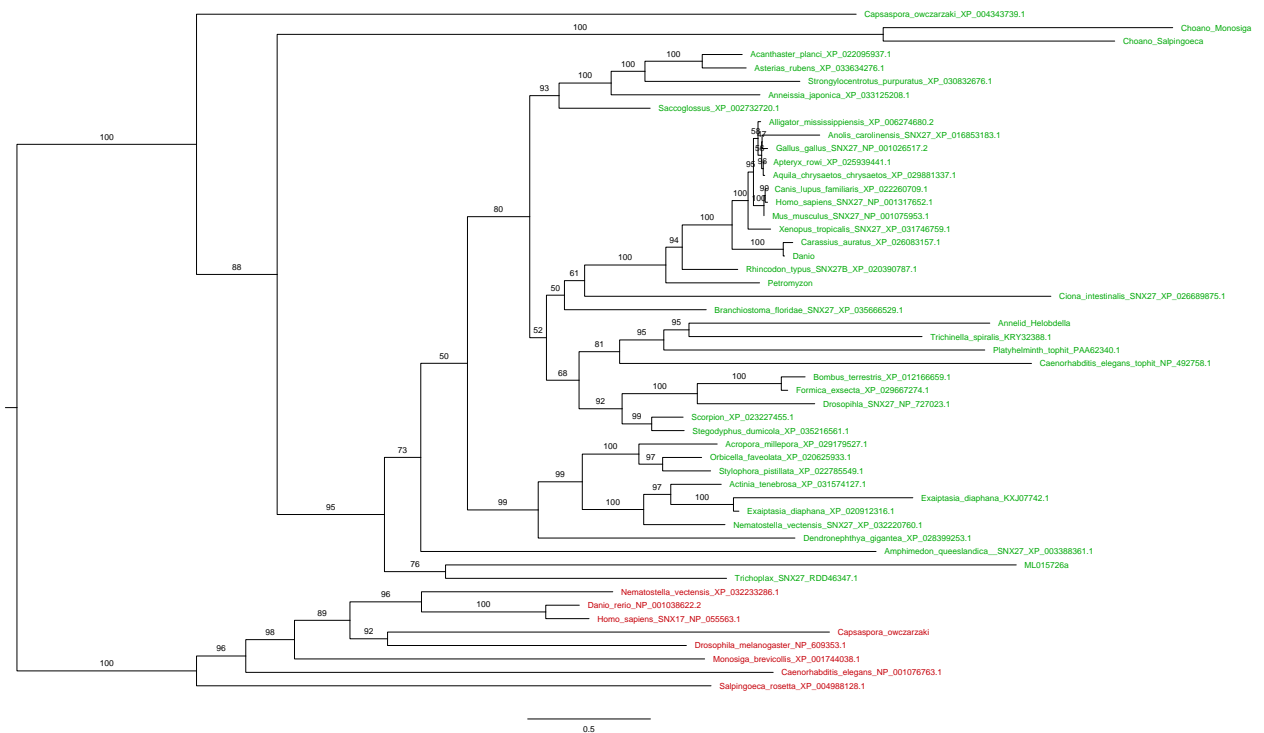 Capsaspora_owczarzaki_XP_004343739.1
100
Choano_Monosiga
Choano_Salpingoeca
100
Acanthaster_planci_XP_022095937.1
Asterias_rubens_XP_033634276.1
100
100
Strongylocentrotus_purpuratus_XP_030832676.1
93
Anneissia_japonica_XP_033125208.1
Saccoglossus_XP_002732720.1
Alligator_mississippiensis_XP_006274680.2
58
Anolis_carolinensis_SNX27_XP_016853183.1
100
Gallus_gallus_SNX27_NP_001026517.2
Apteryx_rowi_XP_025939441.1
96
95
Aquila_chrysaetos_chrysaetos_XP_029881337.1
Canis_lupus_familiaris_XP_022260709.1
99
100
100
Homo_sapiens_SNX27_NP_001317652.1
80
Mus_musculus_SNX27_NP_001075953.1
100
Xenopus_tropicalis_SNX27_XP_031746759.1
94
100
Carassius_auratus_XP_026083157.1
Danio
88
61
100
Rhincodon_typus_SNX27B_XP_020390787.1
Petromyzon
50
Ciona_intestinalis_SNX27_XP_026689875.1
Branchiostoma_floridae_SNX27_XP_035666529.1
95
Annelid_Helobdella
52
95
Trichinella_spiralis_KRY32388.1
81
Platyhelminth_tophit_PAA62340.1
50
Caenorhabditis_elegans_tophit_NP_492758.1
68
100
Bombus_terrestris_XP_012166659.1
100
Formica_exsecta_XP_029667274.1
92
Drosopihla_SNX27_NP_727023.1
99
Scorpion_XP_023227455.1
Stegodyphus_dumicola_XP_035216561.1
73
100
Acropora_millepora_XP_029179527.1
97
Orbicella_faveolata_XP_020625933.1
Stylophora_pistillata_XP_022785549.1
99
97
Actinia_tenebrosa_XP_031574127.1
100
Exaiptasia_diaphana_KXJ07742.1
95
99
100
Exaiptasia_diaphana_XP_020912316.1
Nematostella_vectensis_SNX27_XP_032220760.1
Dendronephthya_gigantea_XP_028399253.1
Amphimedon_queeslandica__SNX27_XP_003388361.1
76
ML015726a
Trichoplax_SNX27_RDD46347.1
96
Nematostella_vectensis_XP_032233286.1
100
Danio_rerio_NP_001038622.2
89
Homo_sapiens_SNX17_NP_055563.1
98
92
Capsaspora_owczarzaki
Drosophila_melanogaster_NP_609353.1
96
Monosiga_brevicollis_XP_001744038.1
100
Caenorhabditis_elegans_NP_001076763.1
Salpingoeca_rosetta_XP_004988128.1
0.5